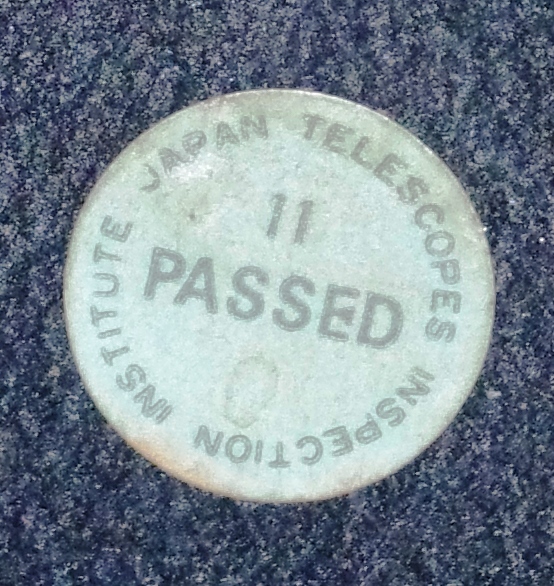 JAPAN TELESCOPES INSPECTION INSTITUTE
11
PASSED